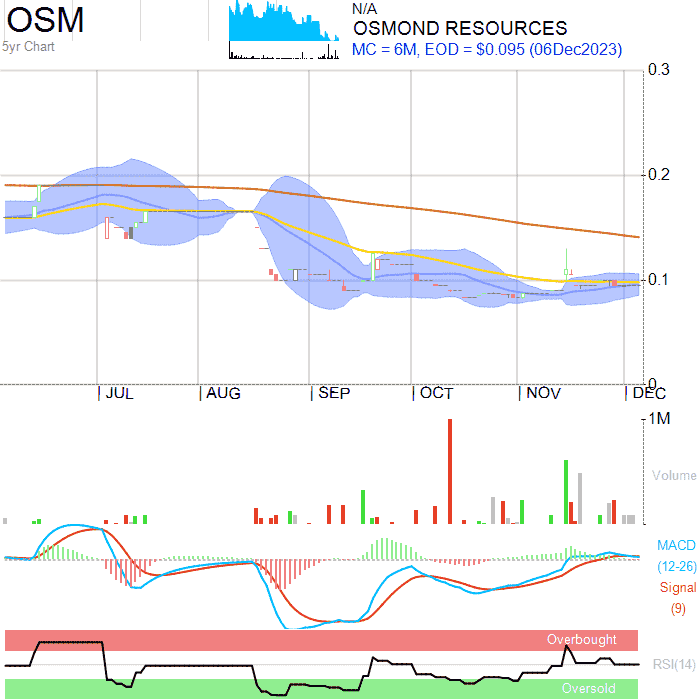 OSM
5yr Chart
N/A
OSMOND RESOURCES
MC = 6M, EOD = $0.095 (06Dec2023)
0.3
0.2
0.1
0
JUL AUG SEP OCT NOV DEC
1M
Volume
MACD
(12-26)
Signal
(9)
Overbought
RSI(14)
Oversold